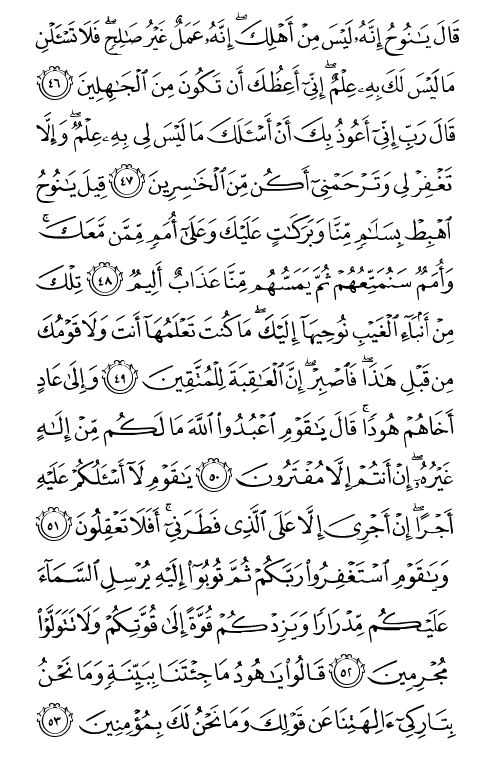 قَالَ يَـٰنُوحُ إِنَّهُۥ لَيْسَ مِنْ أَهْلِكَ ۖ إِنَّهُۥ عَمَلٌ غَيْرُ صَـٰلِحٍ ۖ فَلَا تَسْـَٔلْنِ
مَا لَيْسَ لَكَ بِهِۦ عِلْمٌ ۖ إِنِّىٓ أَعِظُكَ أَن تَكُونَ مِنَ ٱلْجَـٰهِلِينَ ٤٦
قَالَ رَبِّ إِنِّىٓ أَعُوذُ بِكَ أَنْ أَسْـَٔلَكَ مَا لَيْسَ لِى بِهِۦ عِلْمٌ ۖ وَإِلَّا
تَغْفِرْ لِى وَتَرْحَمْنِىٓ أَكُن مِّنَ ٱلْخَـٰسِرِينَ ٤٧ قِيلَ يَـٰنُوحُ
ٱهْبِطْ بِسَلَـٰمٍ مِّنَّا وَبَرَكَـٰتٍ عَلَيْكَ وَعَلَىٰٓ أُمَمٍ مِّمَّن مَّعَكَ ۚ
وَأُمَمٌ سَنُمَتِّعُهُمْ ثُمَّ يَمَسُّهُم مِّنَّا عَذَابٌ أَلِيمٌ ٤٨ تِلْكَ
مِنْ أَنۢبَآءِ ٱلْغَيْبِ نُوحِيهَآ إِلَيْكَ ۖ مَا كُنتَ تَعْلَمُهَآ أَنتَ وَلَا قَوْمُكَ
مِن قَبْلِ هَـٰذَا ۖ فَٱصْبِرْ ۖ إِنَّ ٱلْعَـٰقِبَةَ لِلْمُتَّقِينَ ٤٩ وَإِلَىٰ عَادٍ
أَخَاهُمْ هُودًا ۚ قَالَ يَـٰقَوْمِ ٱعْبُدُوا۟ ٱللَّهَ مَا لَكُم مِّنْ إِلَـٰهٍ
غَيْرُهُۥٓ ۖ إِنْ أَنتُمْ إِلَّا مُفْتَرُونَ ٥٠ يَـٰقَوْمِ لَآ أَسْـَٔلُكُمْ عَلَيْهِ
أَجْرًا ۖ إِنْ أَجْرِىَ إِلَّا عَلَى ٱلَّذِى فَطَرَنِىٓ ۚ أَفَلَا تَعْقِلُونَ ٥١
وَيَـٰقَوْمِ ٱسْتَغْفِرُوا۟ رَبَّكُمْ ثُمَّ تُوبُوٓا۟ إِلَيْهِ يُرْسِلِ ٱلسَّمَآءَ
عَلَيْكُم مِّدْرَارًا وَيَزِدْكُمْ قُوَّةً إِلَىٰ قُوَّتِكُمْ وَلَا تَتَوَلَّوْا۟
مُجْرِمِينَ ٥٢ قَالُوا۟ يَـٰهُودُ مَا جِئْتَنَا بِبَيِّنَةٍ وَمَا نَحْنُ
بِتَارِكِىٓ ءَالِهَتِنَا عَن قَوْلِكَ وَمَا نَحْنُ لَكَ بِمُؤْمِنِينَ ٥٣